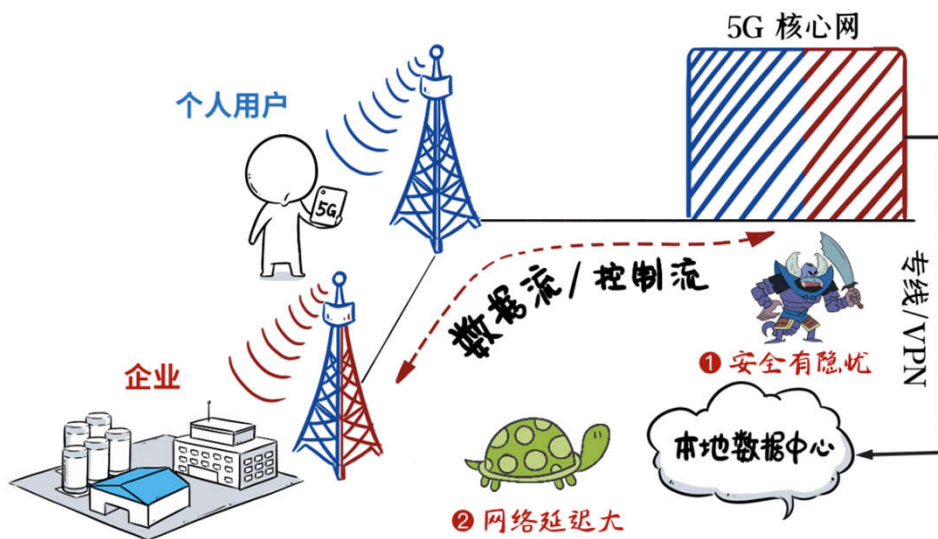 5G 核心网
个人用户
5G
数据流/控制流
专线/VPN
企业
❶ 安全有隐忧
本地数据中心
❷ 网络延迟大